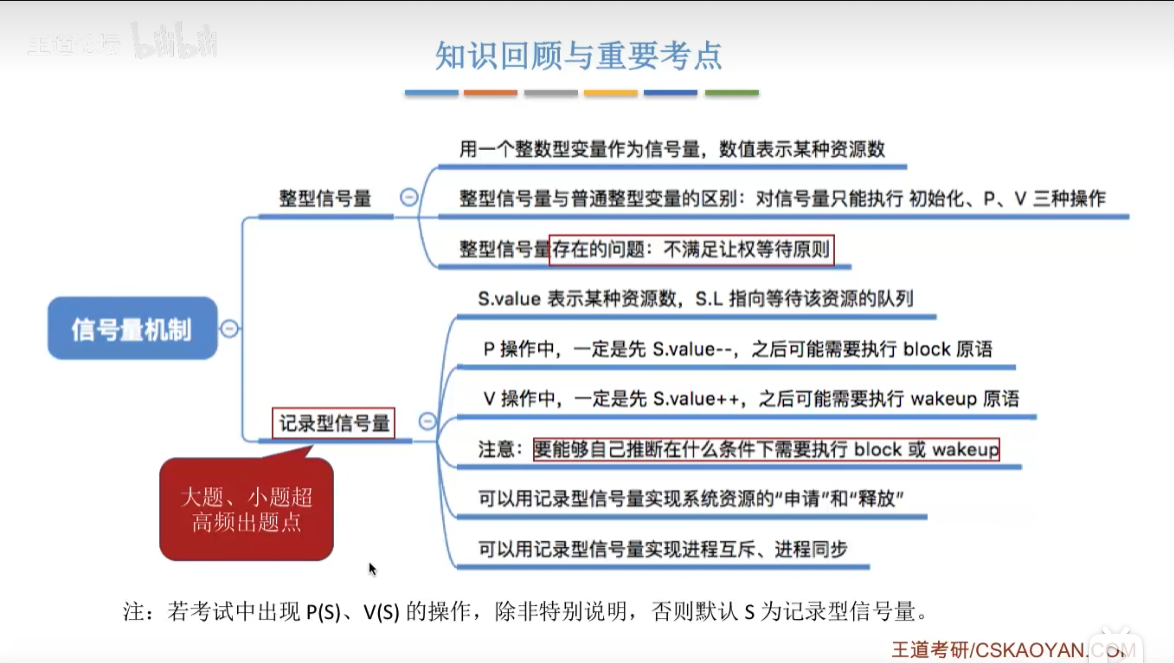 王道论坛 bilibili
知识回顾与重要考点
用一个整数型变量作为信号量，数值表示某种资源数
整型信号量
整型信号量与普通整型变量的区别：对信号量只能执行 初始化、P、V 三种操作
整型信号量存在的问题：不满足让权等待原则
信号量机制
S.value 表示某种资源数，S.L 指向等待该资源的队列
P 操作中，一定是先 S.value--，之后可能需要执行 block 原语
V 操作中，一定是先 S.value++，之后可能需要执行 wakeup 原语
记录型信号量
注意：要能够自己推断在什么条件下需要执行 block 或 wakeup
可以用记录型信号量实现系统资源的“申请”和“释放”
可以用记录型信号量实现进程互斥、进程同步
大题、小题超
高频出题点
注：若考试中出现 P(S)、V(S) 的操作，除非特别说明，否则默认 S 为记录型信号量。
王道考研/CSKAOYAN.COM